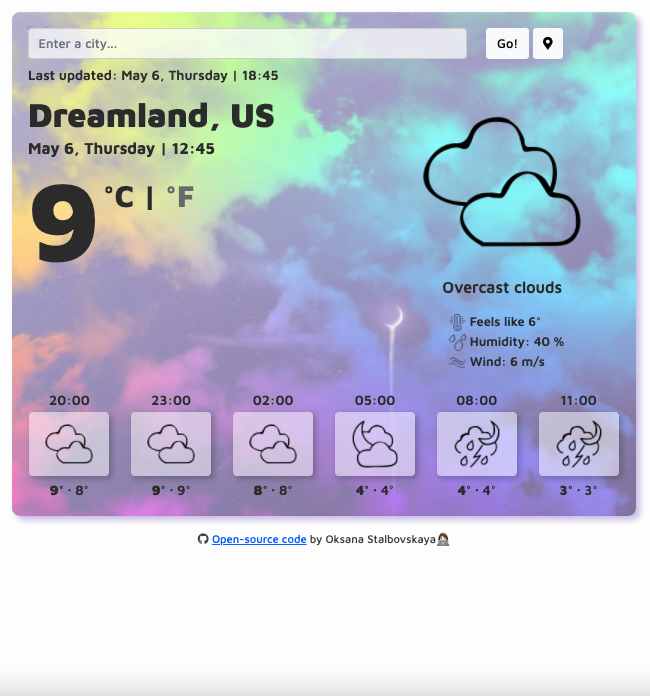 Enter a city...
Go!
Last updated: May 6, Thursday | 18:45
Dreamland, US
May 6, Thursday | 12:45
9 °C | °F
Overcast clouds
Feels like 6°
Humidity: 40 %
Wind: 6 m/s
20:00 23:00 02:00 05:00 08:00 11:00
9° · 8° 9° · 9° 8° · 8° 4° · 4° 4° · 4° 3° · 3°
Open-source code by Oksana Stalbovskaya